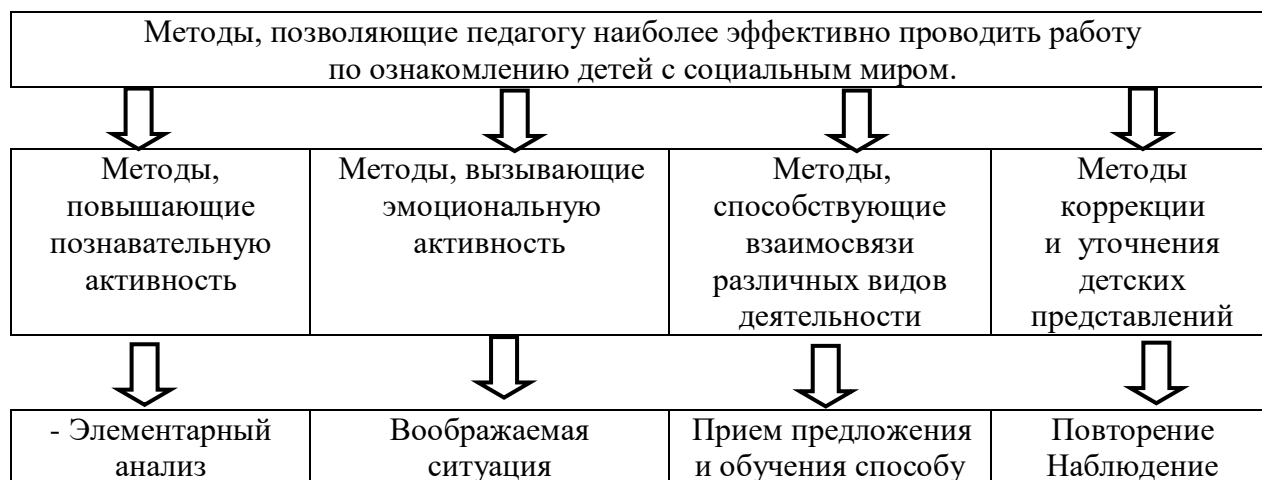 Методы, позволяющие педагогу наиболее эффективно проводить работу
по ознакомлению детей с социальным миром.
Методы,
повышающие
познавательную
активность
Методы, вызывающие
эмоциональную
активность
Методы,
способствующие
взаимосвязи
различных видов
деятельности
Методы
коррекции
и уточнения
детских
представлений
- Элементарный
анализ
Воображаемая
ситуация
Прием предложения
и обучения способу
Повторение
Наблюдение